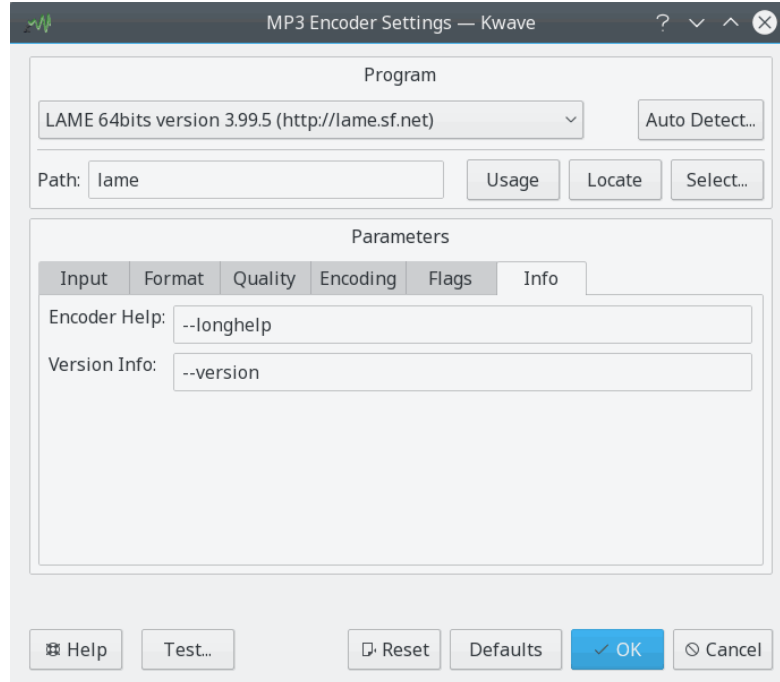 MP3 Encoder Settings — Kwave
Program
LAME 64bits version 3.99.5 (http://lame.sf.net) Auto Detect...
Path: lame Usage Locate Select...
Parameters
Input Format Quality Encoding Flags Info
Encoder Help: --longhelp
Version Info: --version
Help Test... Reset Defaults OK Cancel